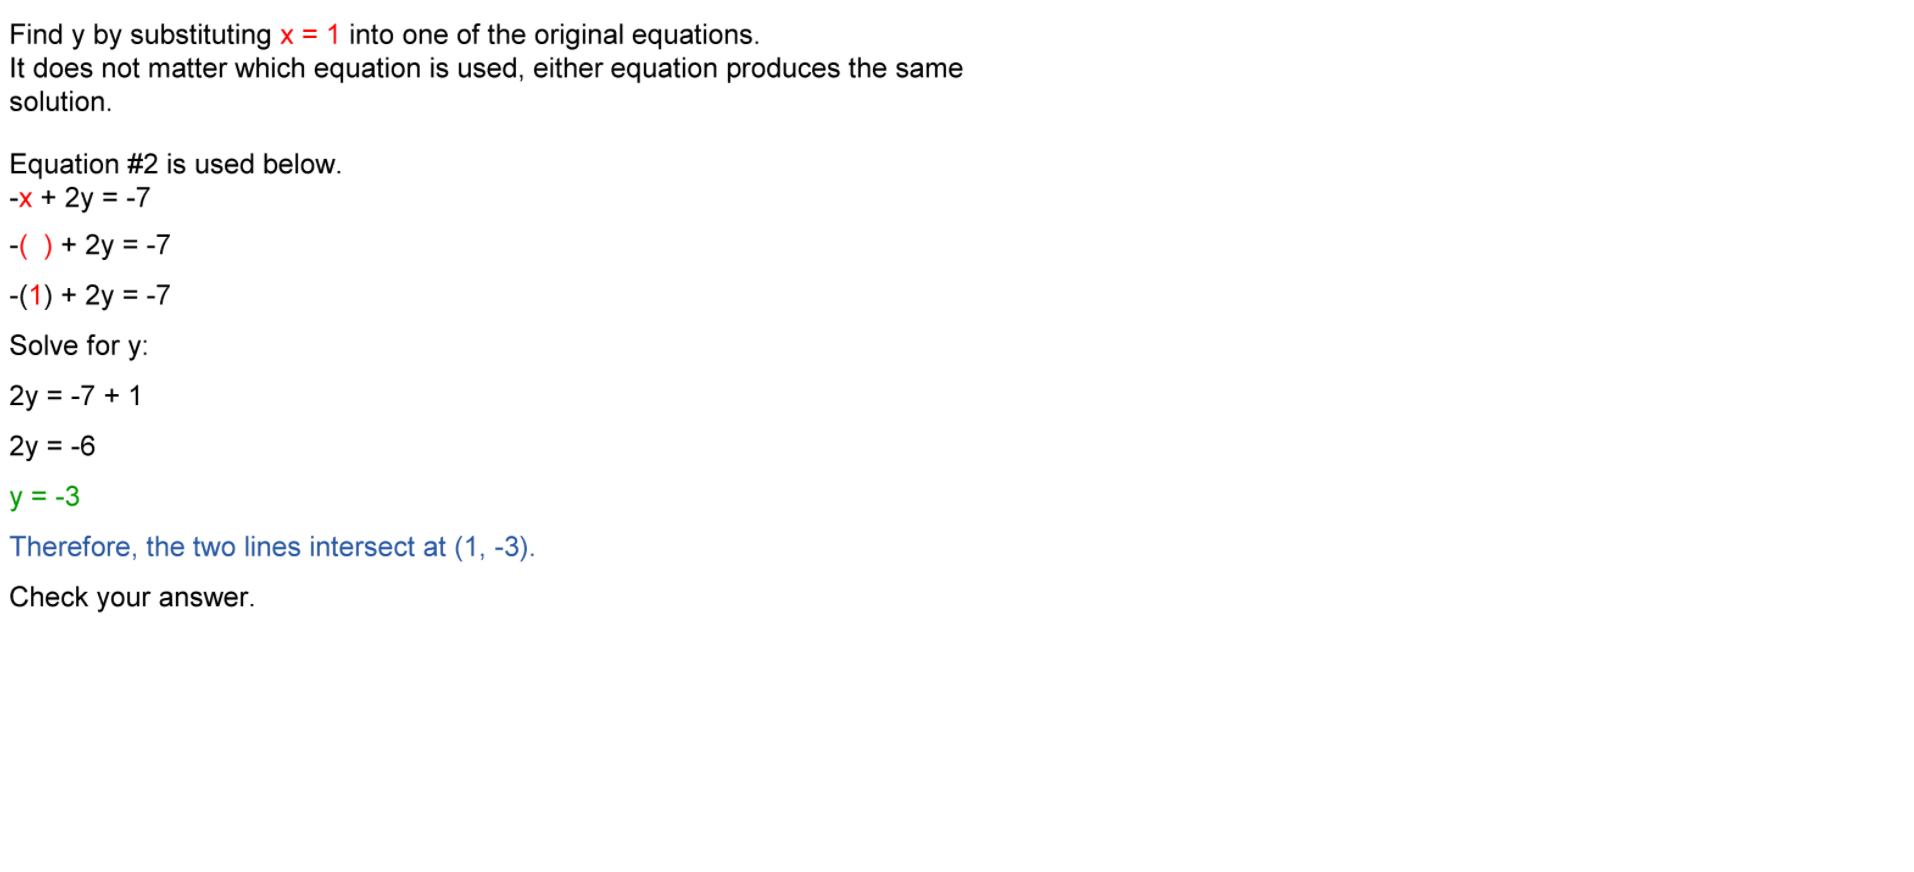 Find y by substituting x = 1 into one of the original equations.
It does not matter which equation is used, either equation produces the same
solution.
Equation #2 is used below.
-x + 2y = -7
-( ) + 2y = -7
-(1) + 2y = -7
Solve for y:
2y = -7 + 1
2y = -6
y = -3
Therefore, the two lines intersect at (1, -3).
Check your answer.